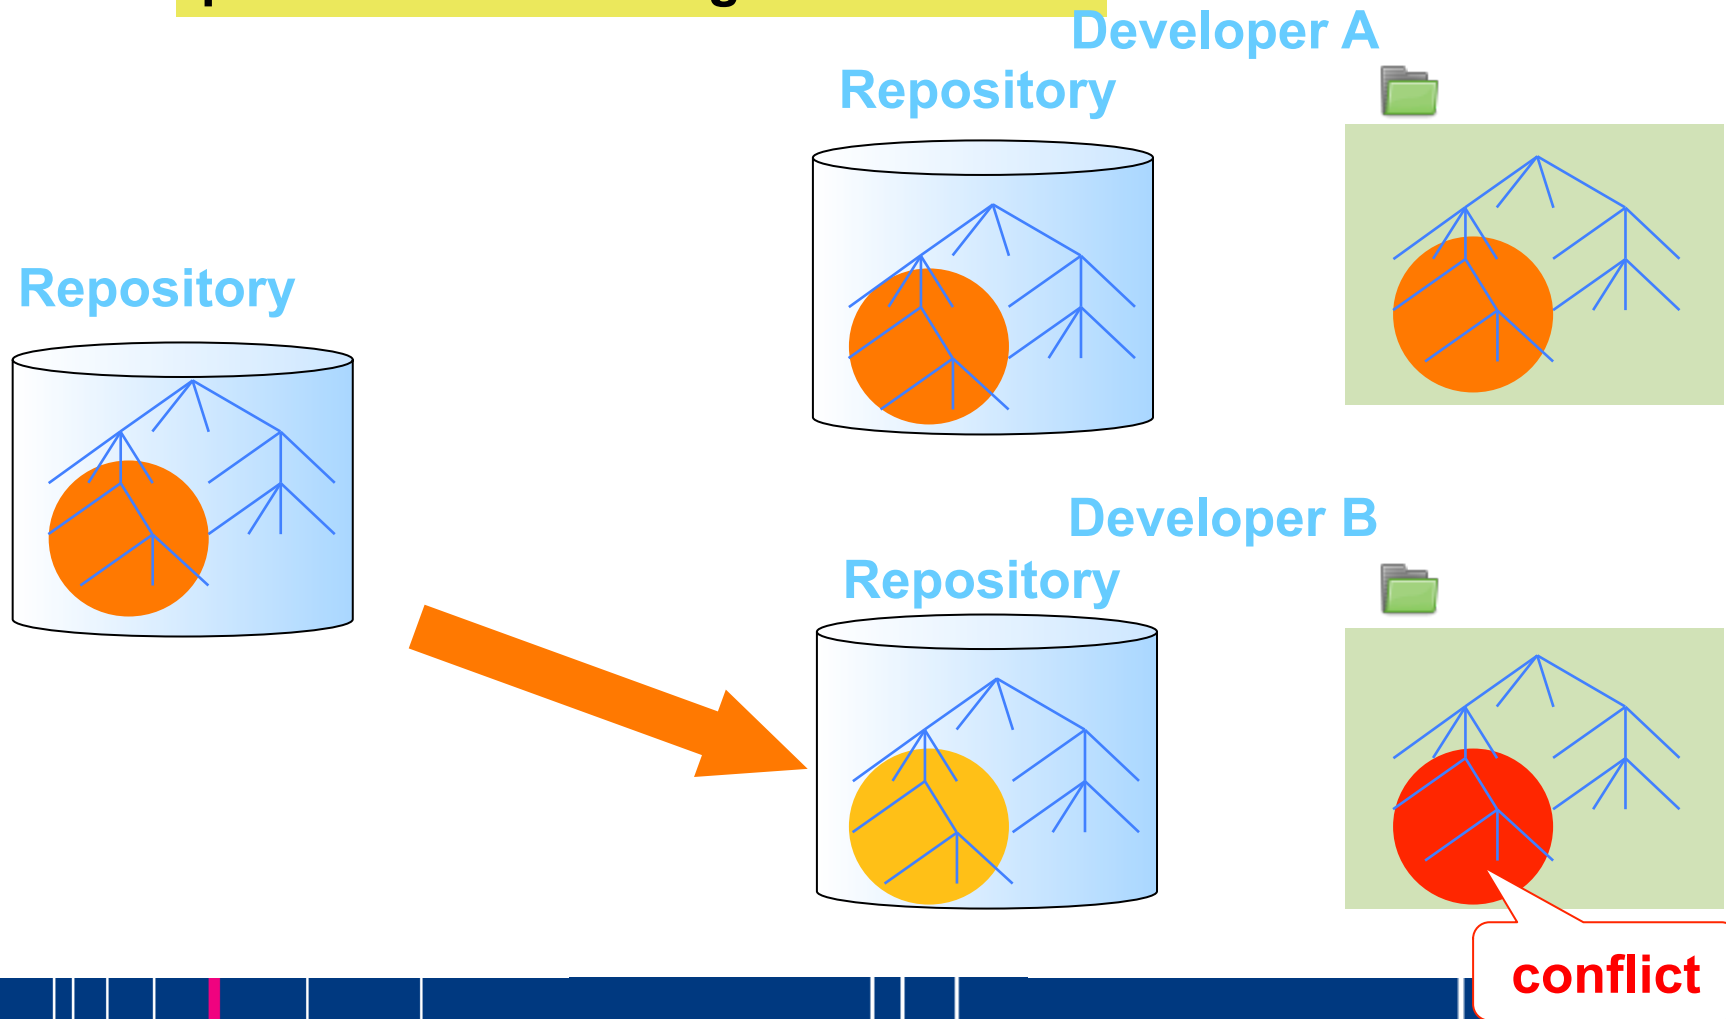 Developer A
Repository
Repository
Developer B
Repository
conflict